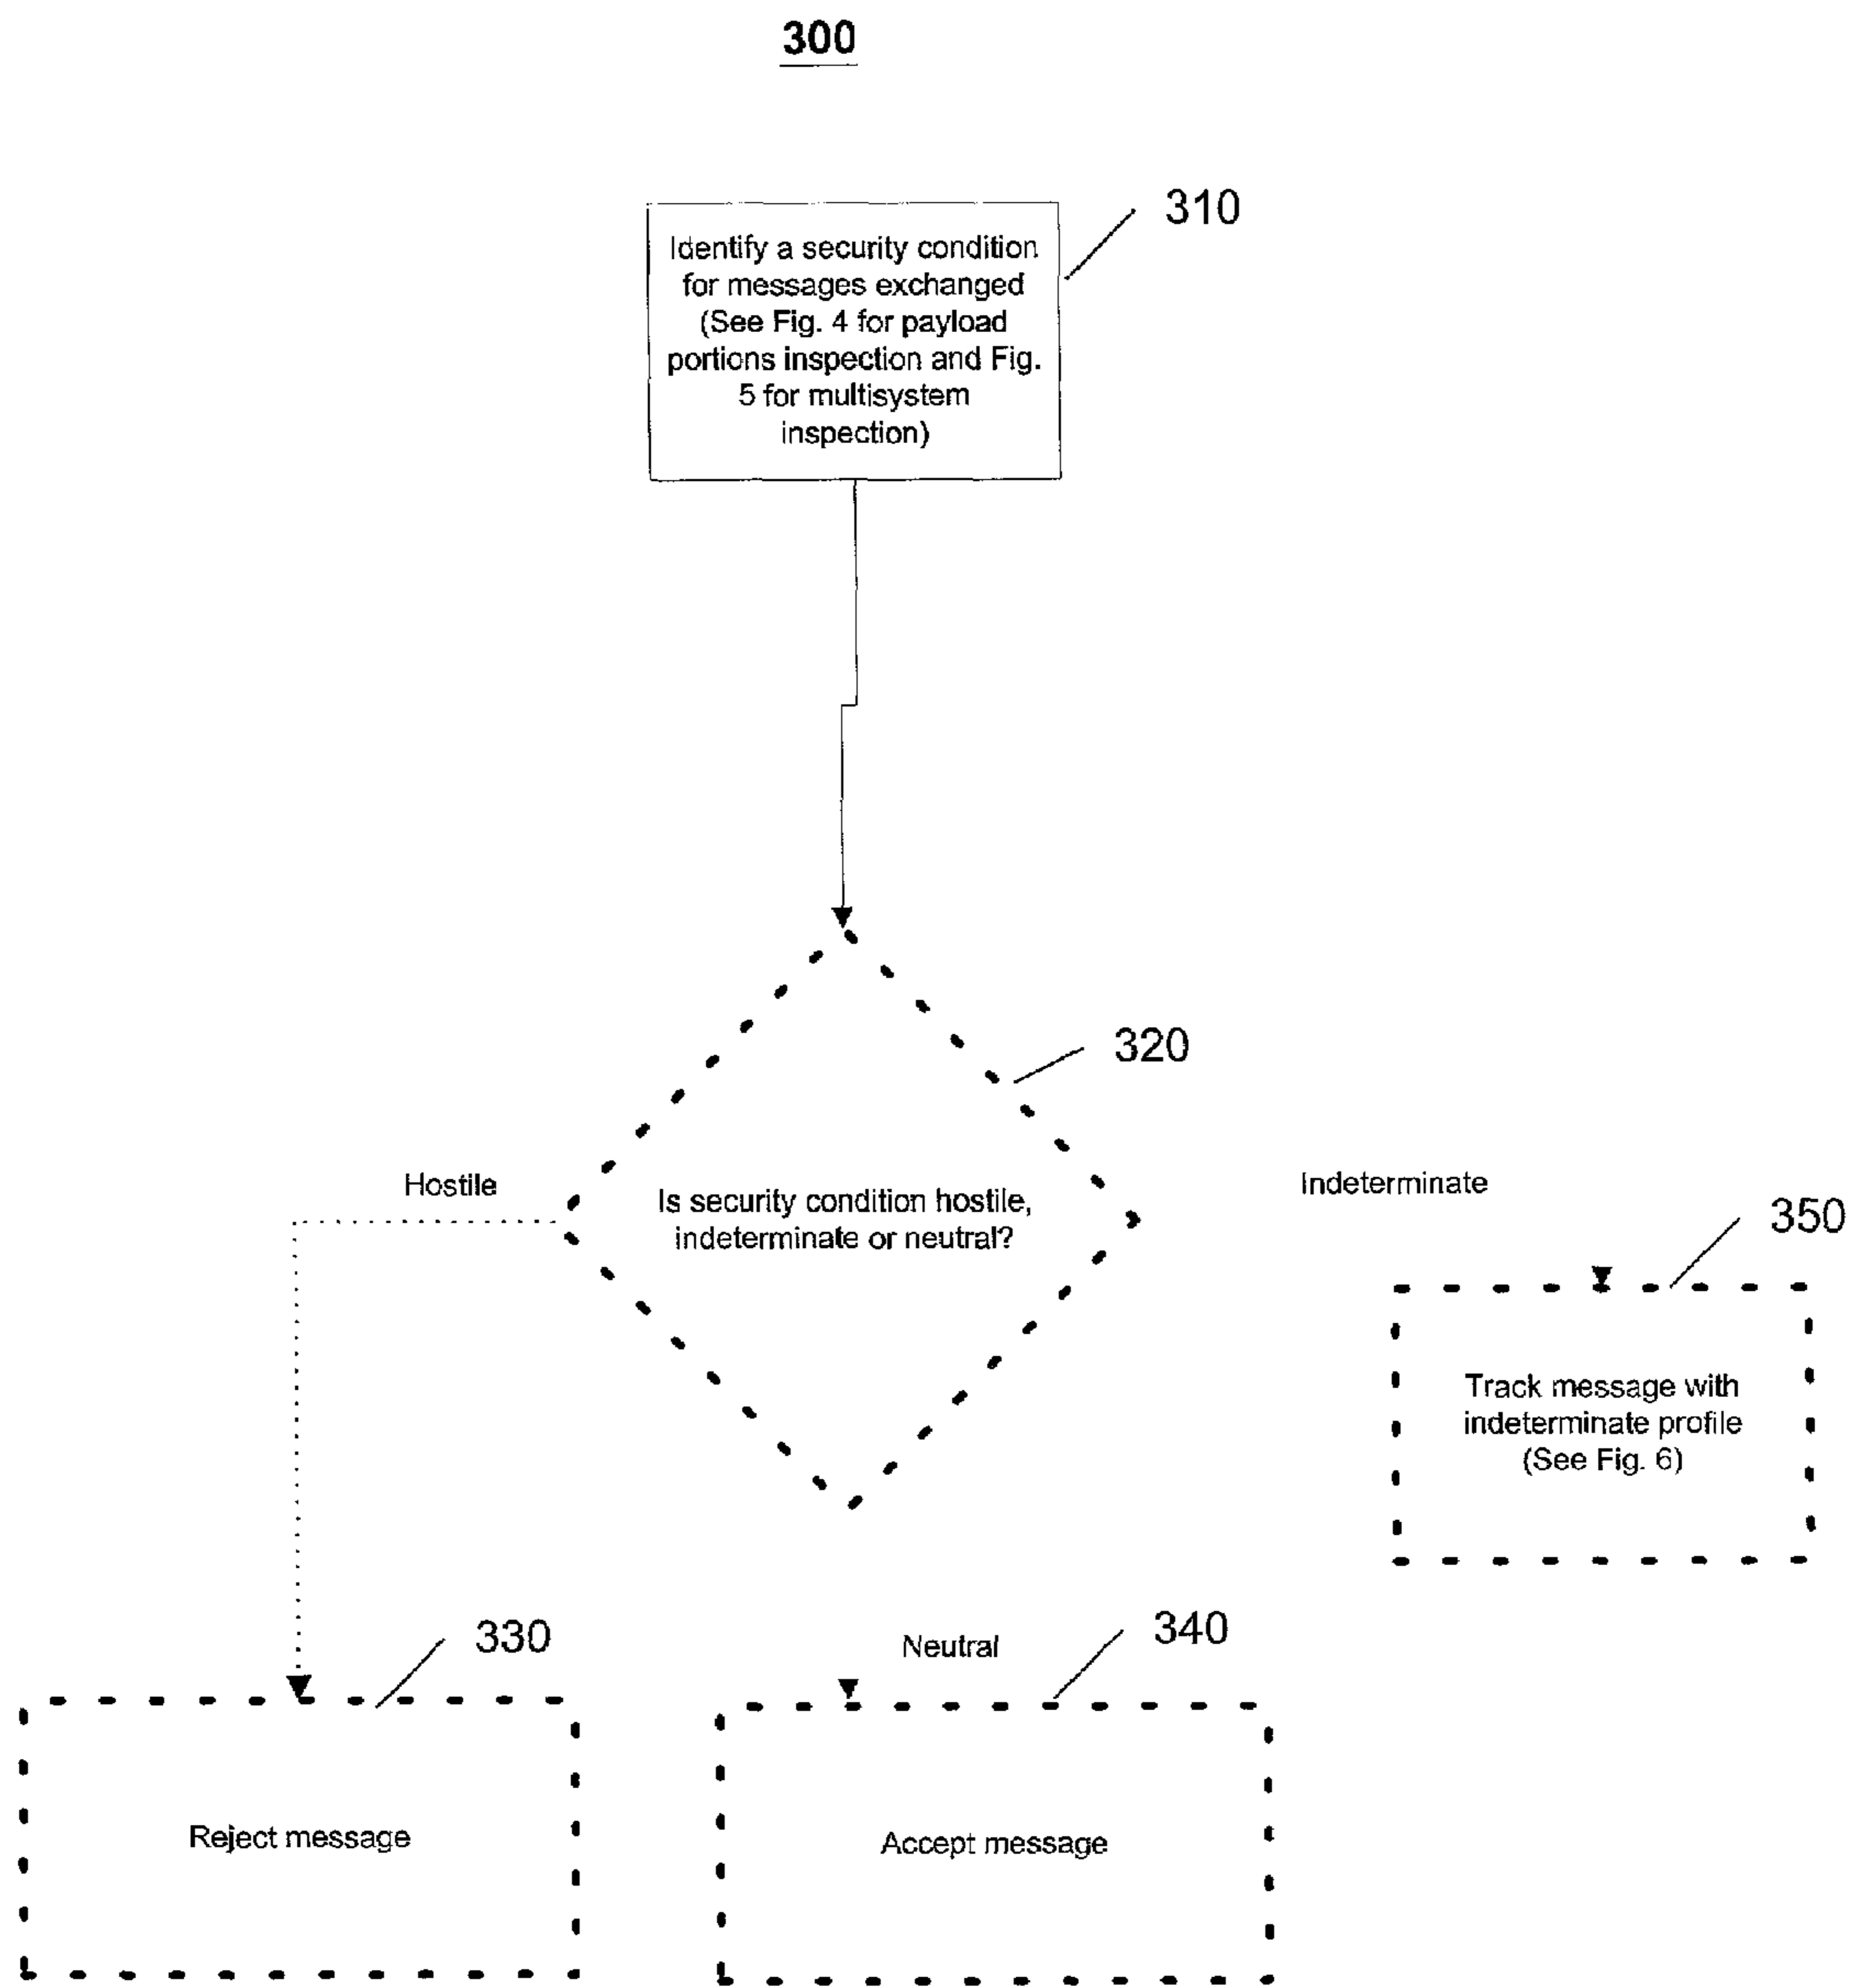 300
310
Identify a security condition
for messages exchanged
(See Fig. 4 for payload
portions inspection and Fig.
5 for multisystem
inspection)
320
Hostile
Is security condition hostile,
indeterminate or neutral?
Indeterminate
350
Track message with
indeterminate profile
(See Fig. 6)
330
Neutral
340
Reject message
Accept message